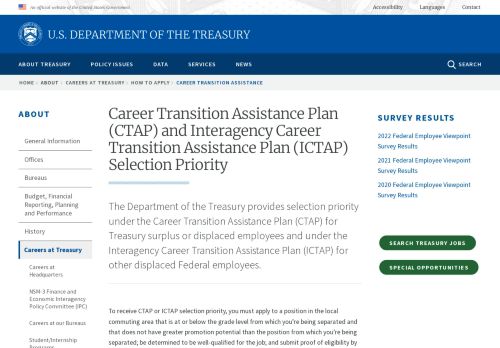 An official website of the United States Government
Accessibility Languages Contact
U.S. DEPARTMENT OF THE TREASURY
ABOUT TREASURY POLICY ISSUES DATA SERVICES NEWS SEARCH
HOME › ABOUT › CAREERS AT TREASURY › HOW TO APPLY › CAREER TRANSITION ASSISTANCE
ABOUT
General Information
Offices
Bureaus
Budget, Financial
Reporting, Planning
and Performance
History
Careers at Treasury
Careers at
Headquarters
NSM-3 Finance and
Economic Interagency
Policy Committee (IPC)
Careers at our Bureaus
Student/Internship
Career Transition Assistance Plan
(CTAP) and Interagency Career
Transition Assistance Plan (ICTAP)
Selection Priority
The Department of the Treasury provides selection priority
under the Career Transition Assistance Plan (CTAP) for
Treasury surplus or displaced employees and under the
Interagency Career Transition Assistance Plan (ICTAP) for
other displaced Federal employees.
To receive CTAP or ICTAP selection priority, you must apply to a position in the local
commuting area that is at or below the grade level from which you're being separated and
that does not have greater promotion potential than the position from which you're being
separated; be determined to be well-qualified for the job; and submit proof of eligibility by
SURVEY RESULTS
2022 Federal Employee Viewpoint
Survey Results
2021 Federal Employee Viewpoint
Survey Results
2020 Federal Employee Viewpoint
Survey Results
SEARCH TREASURY JOBS
SPECIAL OPPORTUNITIES